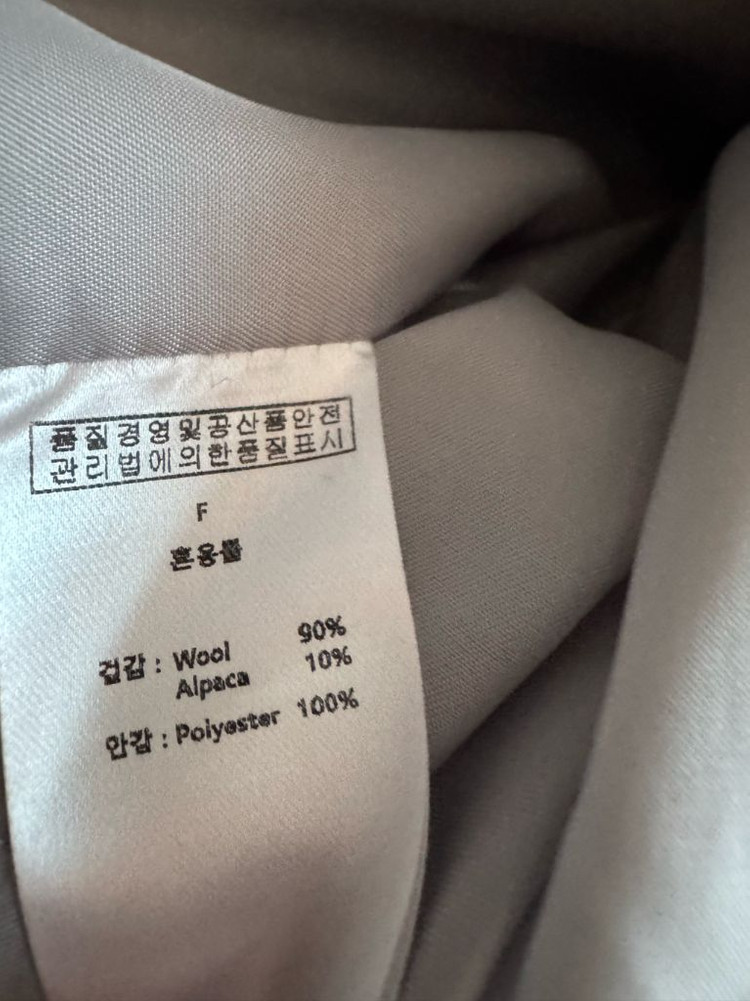 품질경영및공산품안전
관리법에의한품질표시
F
혼용률
겉감 : Wool 90%
Alpaca 10%
안감 : Polyester 100%